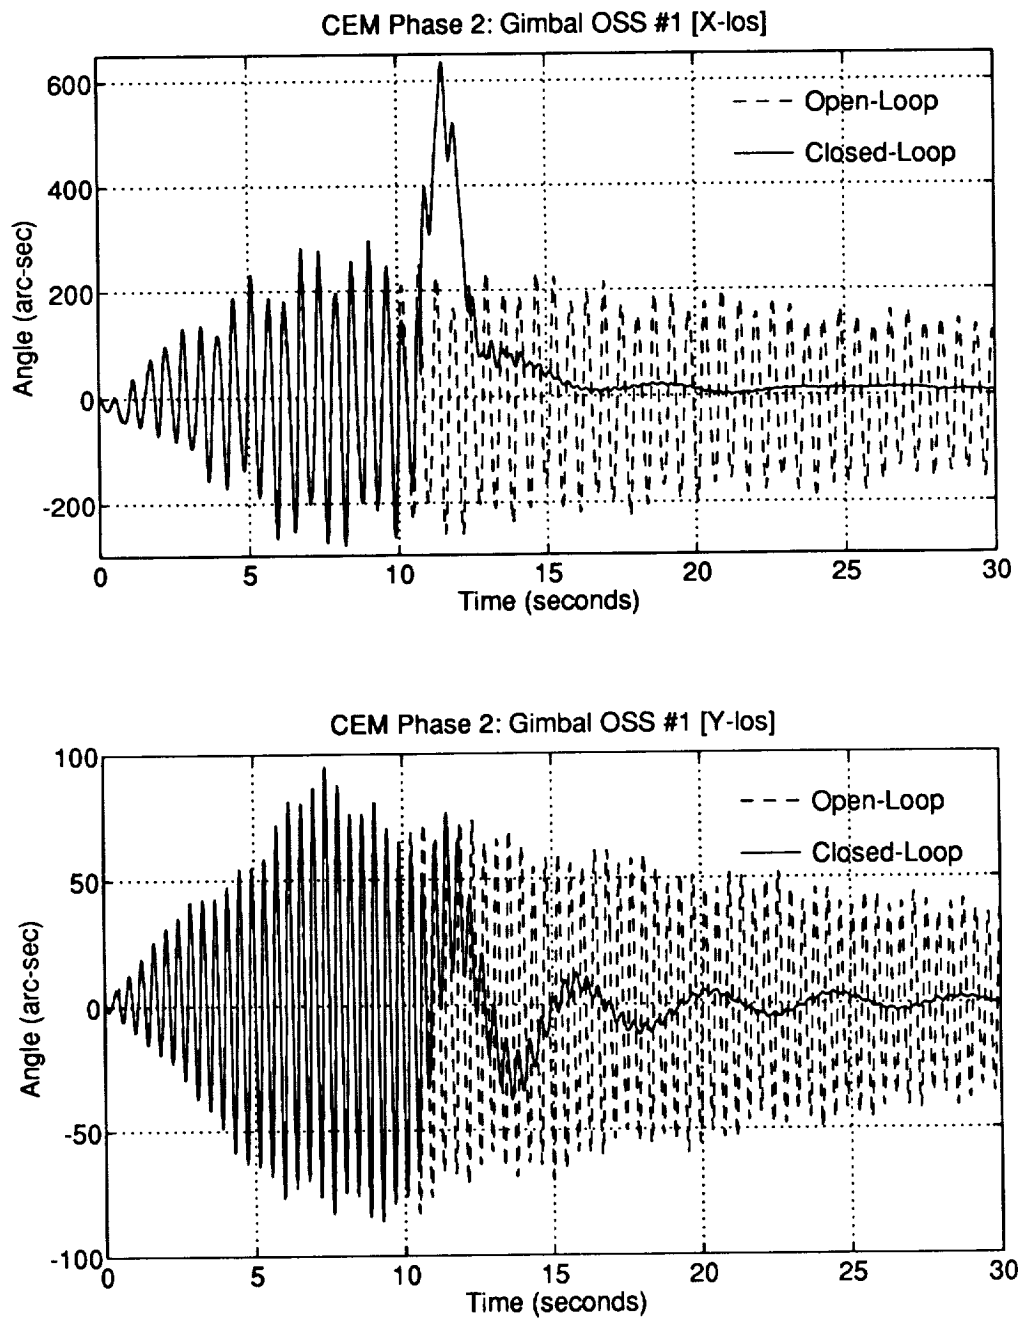 CEM Phase 2: Gimbal OSS #1 [X-los]
600
400
200
0
-200
Angle (arc-sec)
Open-Loop
Closed-Loop
0 5 10 15 20 25 30
Time (seconds)
CEM Phase 2: Gimbal OSS #1 [Y-los]
100
50
0
-50
-100
Angle (arc-sec)
Open-Loop
Closed-Loop
0 5 10 15 20 25 30
Time (seconds)